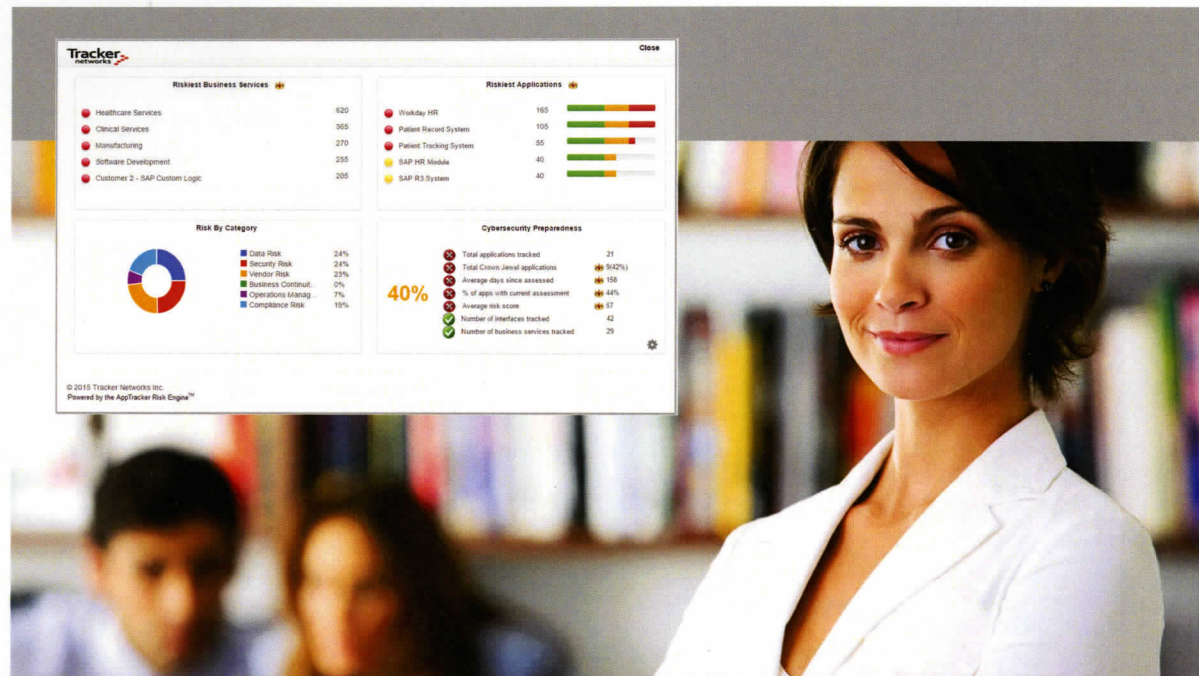 Tracker
networks
Close
Riskiest Business Services
Healthcare Services 620
Clinical Services 365
Manufacturing 270
Software Development 255
Customer 2 - SAP Custom Logic 205
Riskiest Applications
Workday HR 165
Patient Record System 105
Patient Tracking System 55
SAP HR Module 40
SAP R3 System 40
Risk By Category
Data Risk 24%
Security Risk 24%
Vendor Risk 23%
Business Continuit.. 0%
Operations Manag... 7%
Compliance Risk 19%
Cybersecurity Preparedness
40%
Total applications tracked 21
Total Crown Jewel applications 9(42%)
Average days since assessed 158
% of apps with current assessment 44%
Average risk score 57
Number of interfaces tracked 42
Number of business services tracked 29
© 2015 Tracker Networks Inc.
Powered by the AppTracker Risk Engine™